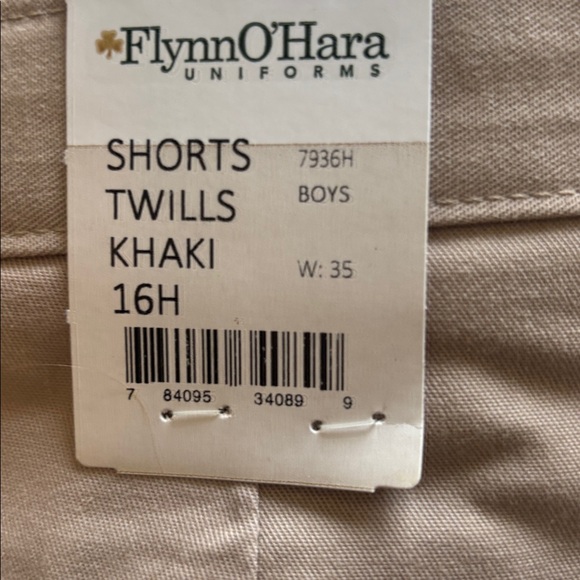 FlynnO'Hara
UNIFORMS
SHORTS 7936H
TWILLS BOYS
KHAKI W: 35
16H
7 84095 34089 9